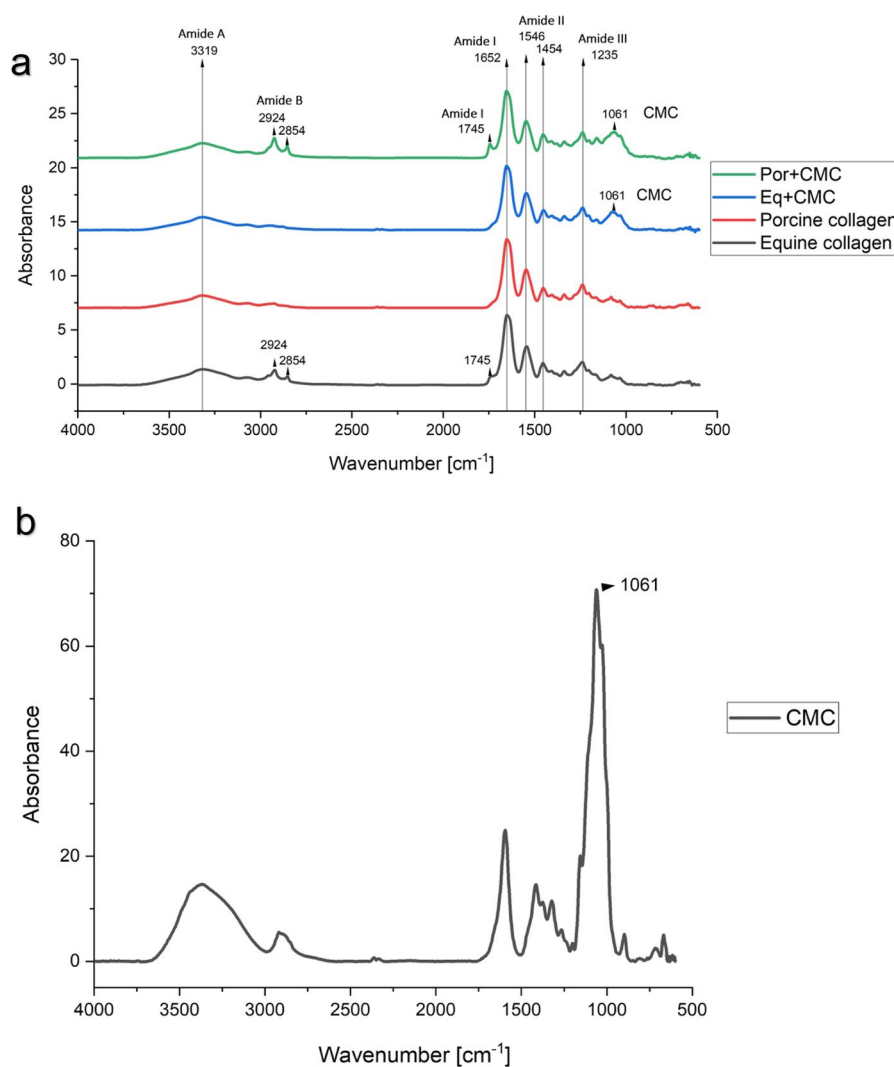 a
Amide A
3319
Amide B
2924
2854
Amide I
1745
Amide I
1652
Amide II
1546
1454
Amide III
1235
1061
CMC
1061
CMC
2924
2854
1745
30
25
20
15
10
5
0
Absorbance
4000 3500 3000 2500 2000 1500 1000 500
Wavenumber [cm⁻¹]
Por+CMC
Eq+CMC
Porcine collagen
Equine collagen
b
80
60
40
20
0
Absorbance
1061
CMC
4000 3500 3000 2500 2000 1500 1000 500
Wavenumber [cm⁻¹]